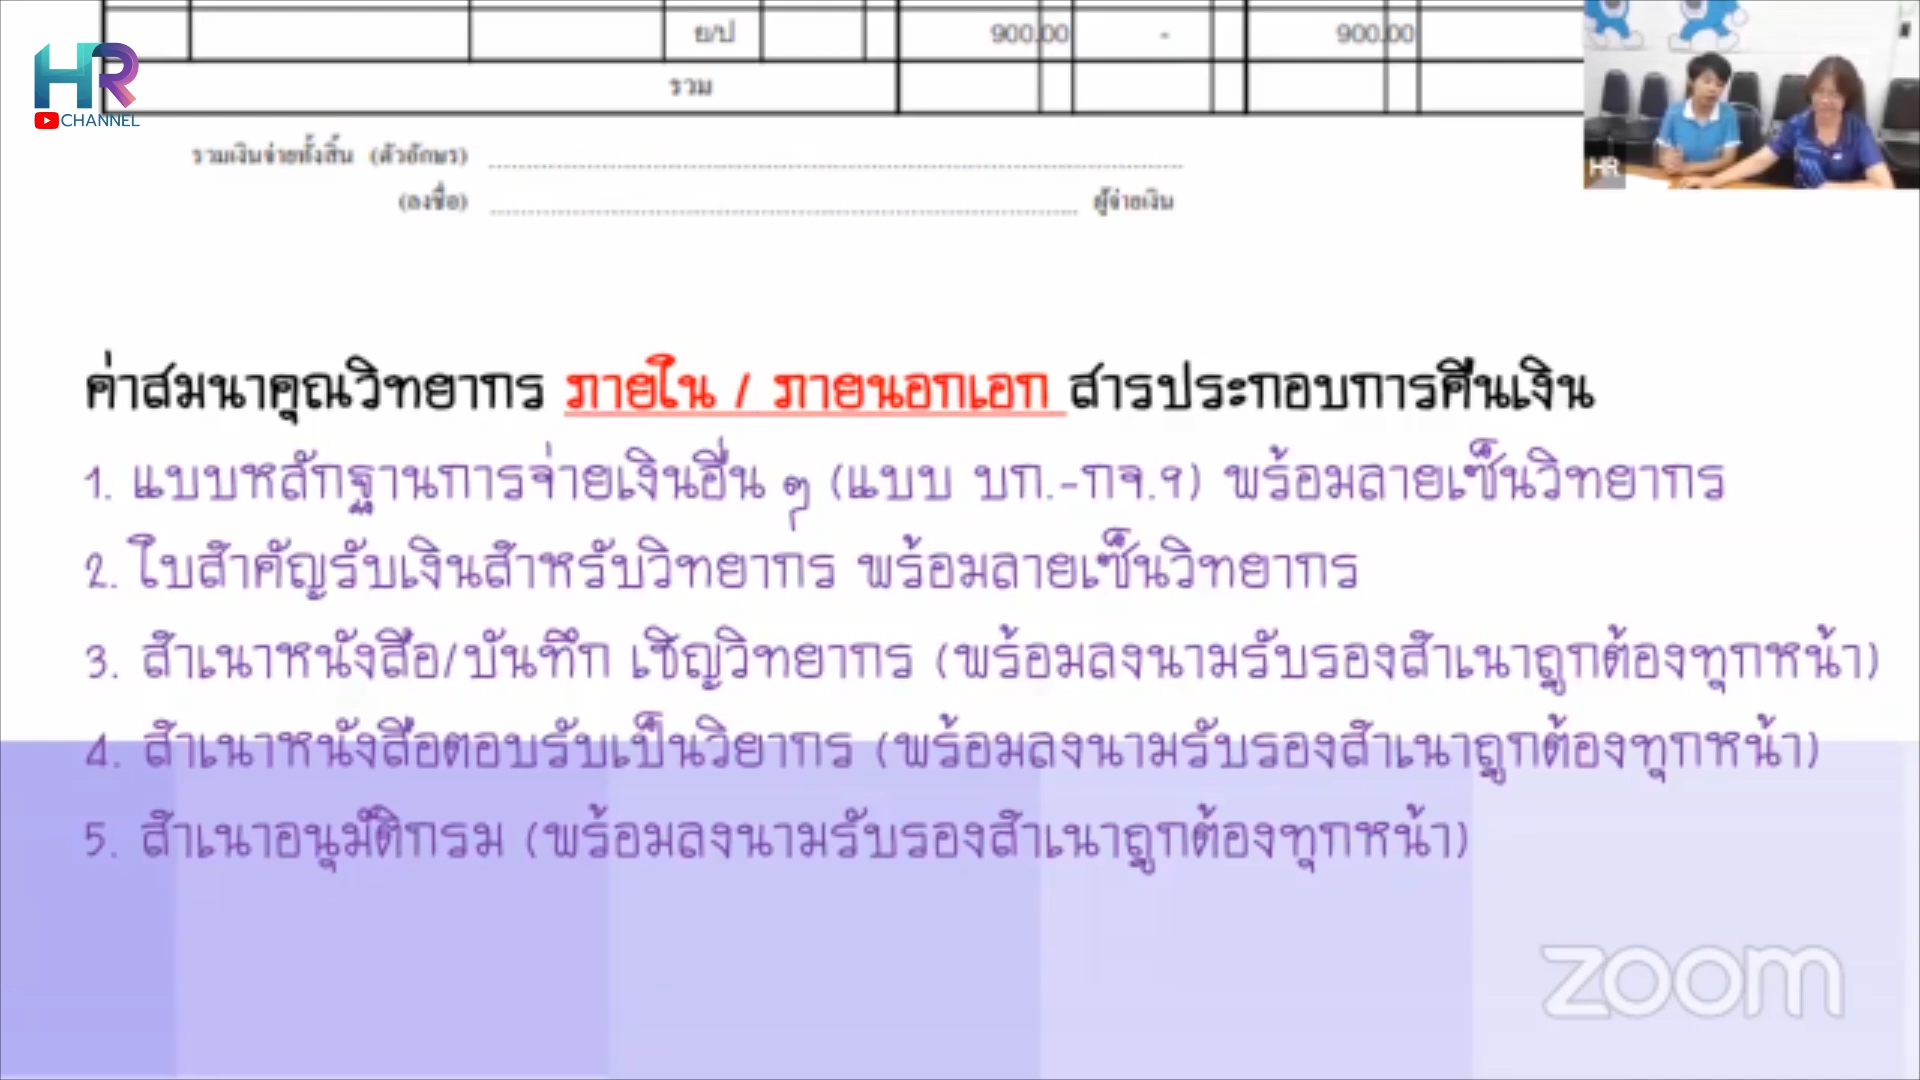 HR
CHANNEL
ย/ป 900.00 - 900.00
รวม
รวมเงินจ่ายทั้งสิ้น (ตัวอักษร)
(ลงชื่อ) ผู้จ่ายเงิน
HR
ค่าสมนาคุณวิทยากร ภายใน / ภายนอกเอก สารประกอบการคืนเงิน
1. แบบหลักฐานการจ่ายเงินอื่น ๆ (แบบ บก.-กจ.9) พร้อมลายเซ็นวิทยากร
2. ใบสำคัญรับเงินสำหรับวิทยากร พร้อมลายเซ็นวิทยากร
3. สำเนาหนังสือ/บันทึก เชิญวิทยากร (พร้อมลงนามรับรองสำเนาถูกต้องทุกหน้า)
4. สำเนาหนังสือตอบรับเป็นวิยากร (พร้อมลงนามรับรองสำเนาถูกต้องทุกหน้า)
5. สำเนาอนุมัติกรม (พร้อมลงนามรับรองสำเนาถูกต้องทุกหน้า)
zoom